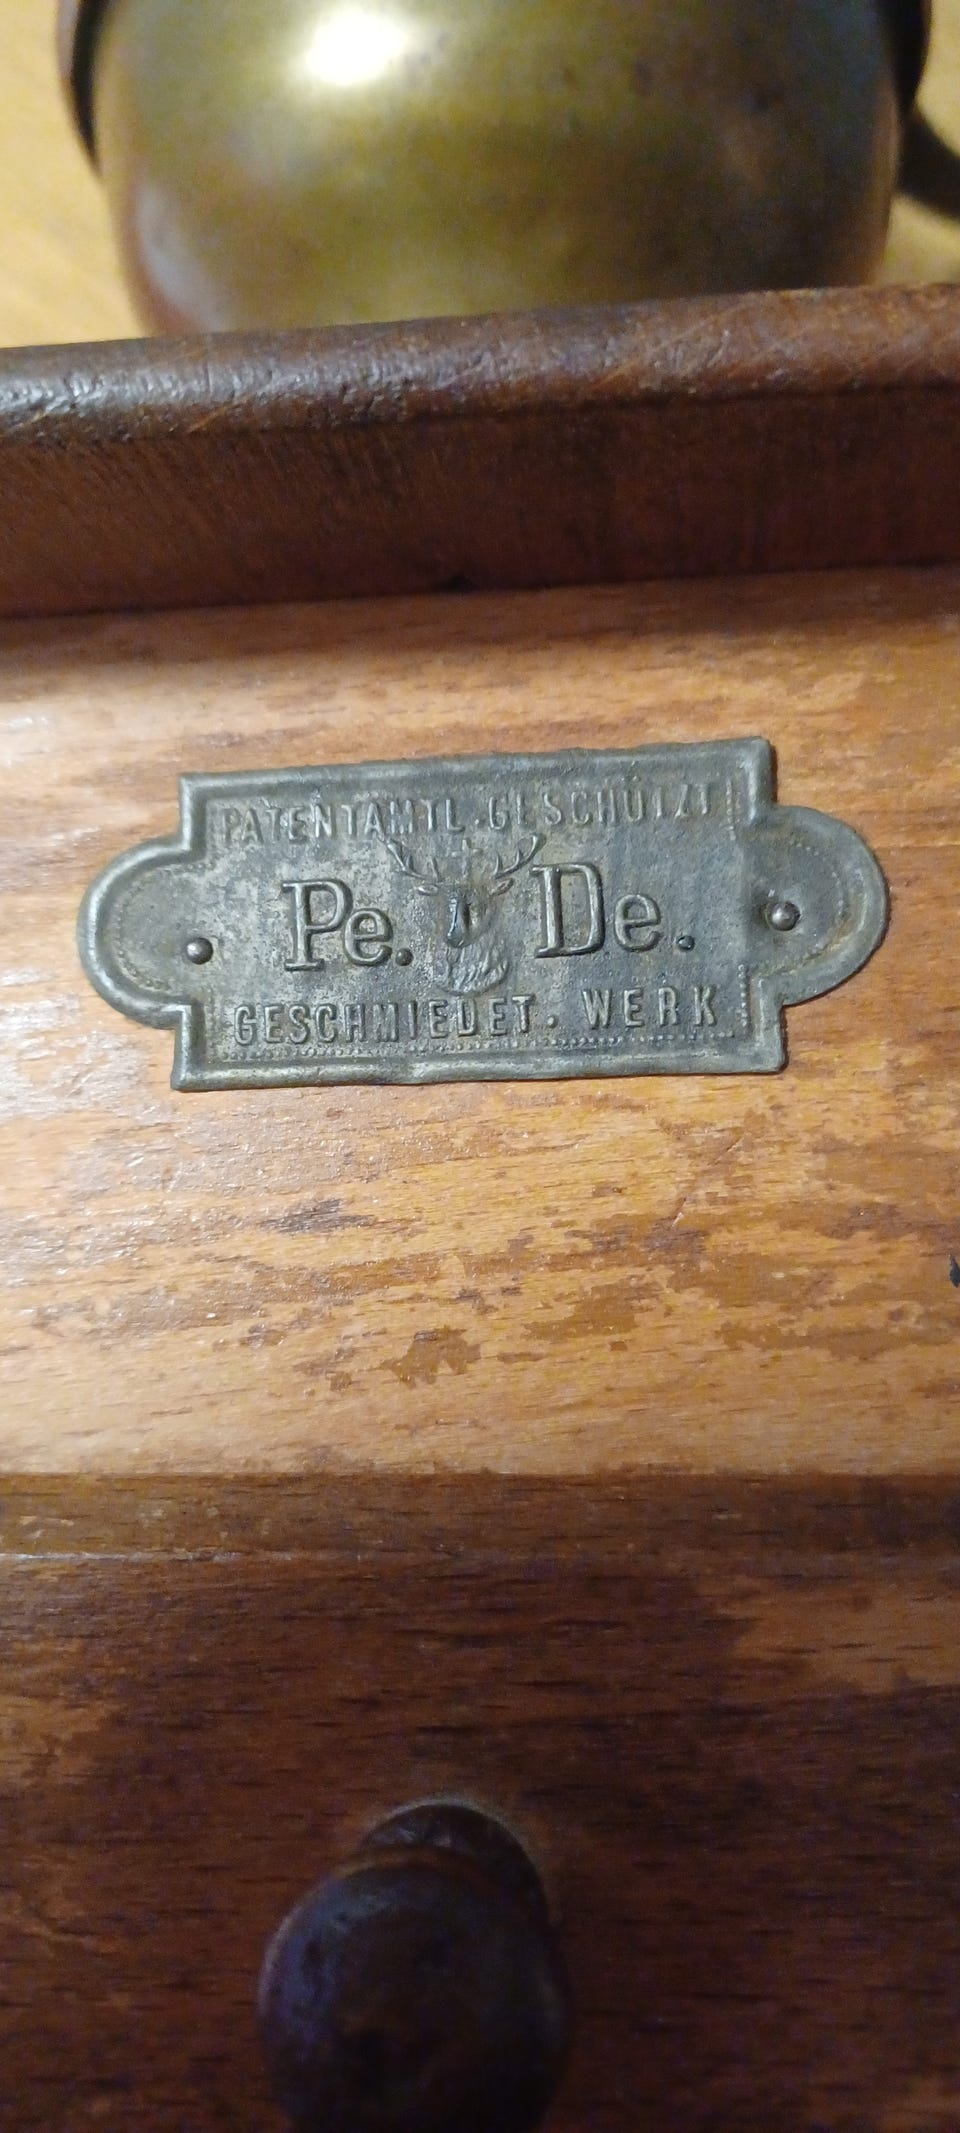 PATENTAMTL. GESCHÜTZT
Pe. De.
GESCHMIEDET. WERK